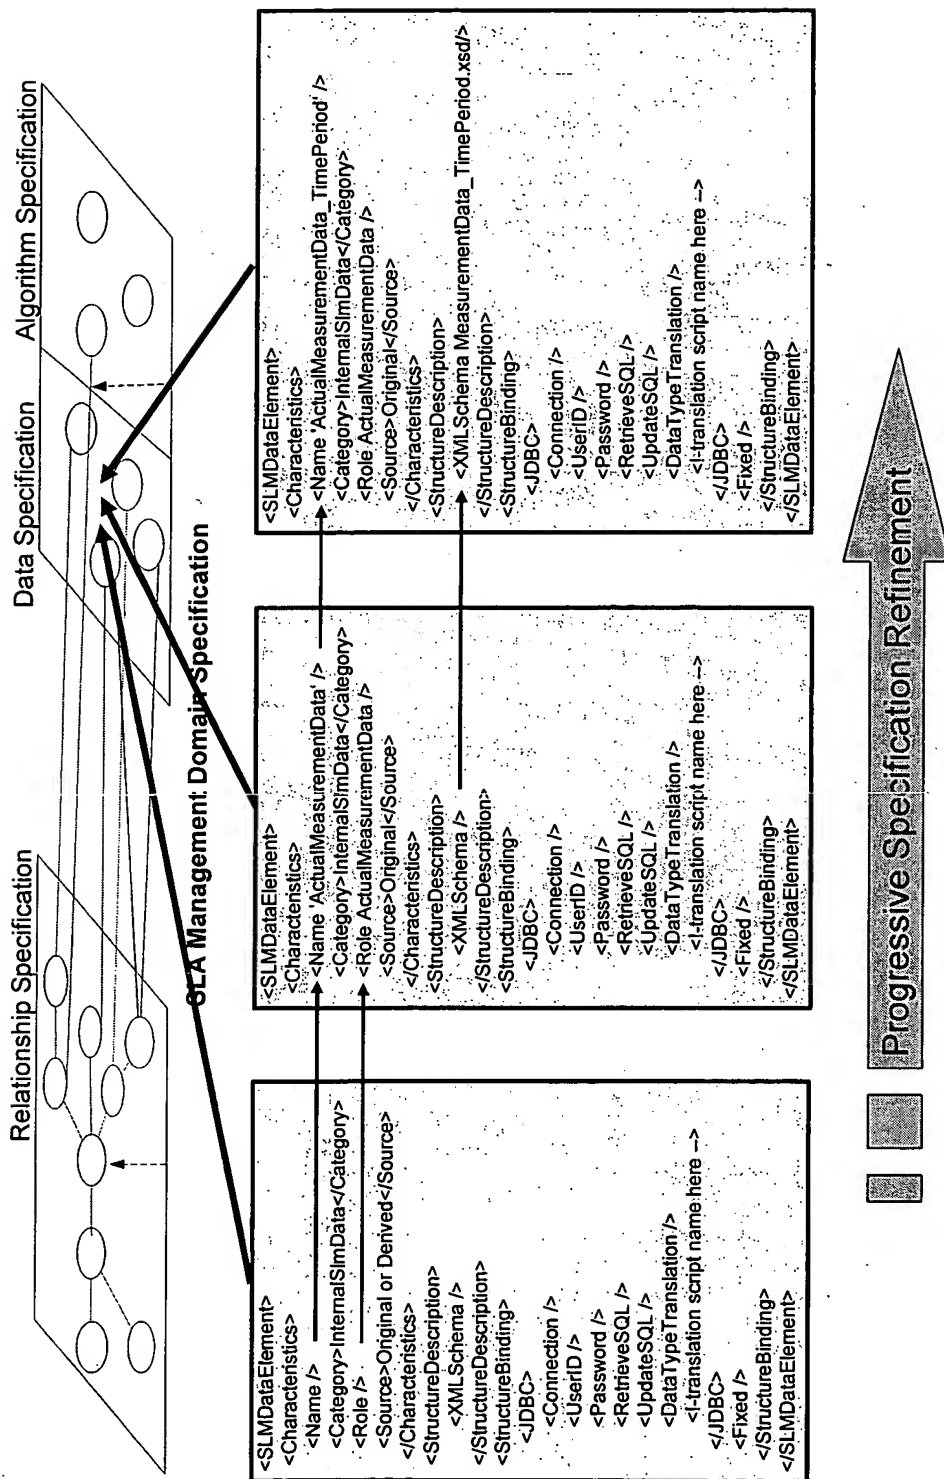 Relationship Specification
Data Specification
Algorithm Specification
SLA Management Domain Specification
<SLMDataElement>
<Characteristics>
<Name />
<Category>InternalSlmData</Category>
<Role />
<Source>Original or Derived</Source>
</Characteristics>
<StructureDescription>
<XMLSchema />
</StructureDescription>
<StructureBinding>
<JDBC>
<Connection />
<UserID />
<Password />
<RetrieveSQL />
<UpdateSQL />
<DataTypeTranslation />
<!-translation script name here -->
</JDBC>
<Fixed />
</StructureBinding>
</SLMDataElement>
<SLMDataElement>
<Characteristics>
<Name 'ActualMeasurementData' />
<Category>InternalSlmData</Category>
<Role ActualMeasurementData />
<Source>Original</Source>
</Characteristics>
<StructureDescription>
<XMLSchema />
</StructureDescription>
<StructureBinding>
<JDBC>
<Connection />
<UserID />
<Password />
<RetrieveSQL />
<UpdateSQL />
<DataTypeTranslation />
<!-translation script name here -->
</JDBC>
<Fixed />
</StructureBinding>
</SLMDataElement>
<SLMDataElement>
<Characteristics>
<Name 'ActualMeasurementData_TimePeriod' />
<Category>InternalSlmData</Category>
<Role ActualMeasurementData />
<Source>Original</Source>
</Characteristics>
<StructureDescription>
<XMLSchema MeasurementData_TimePeriod.xsd/>
</StructureDescription>
<StructureBinding>
<JDBC>
<Connection />
<UserID />
<Password />
<RetrieveSQL />
<UpdateSQL />
<DataTypeTranslation />
<!-translation script name here -->
</JDBC>
<Fixed />
</StructureBinding>
</SLMDataElement>
Progressive Specification Refinement